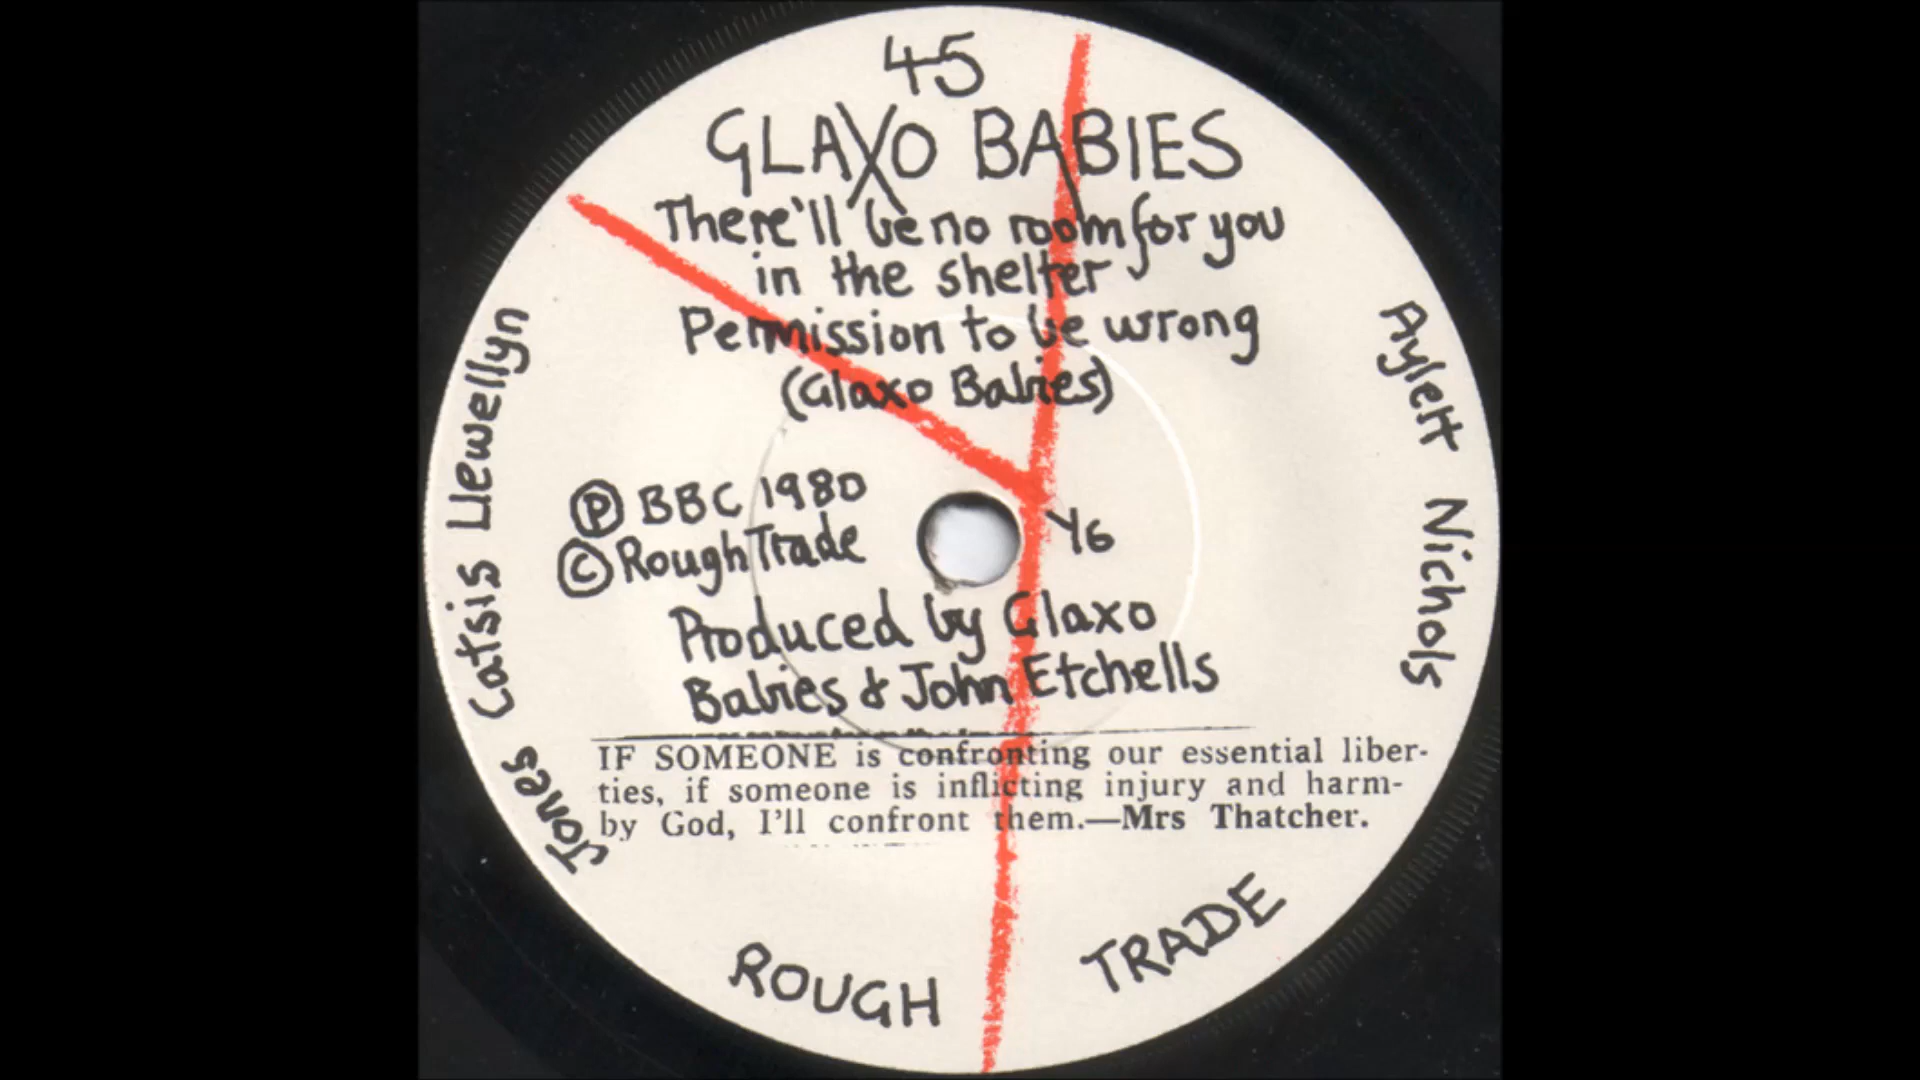 45
GLAXO BABIES
There'll be no room for you
in the shelter
Permission to be wrong
(Glaxo Babies)
Ⓟ BBC 1980
© Rough Trade
Y6
Produced by Glaxo
Babies & John Etchells
IF SOMEONE is confronting our essential liber-
ties, if someone is inflicting injury and harm-
by God, I'll confront them.—Mrs Thatcher.
Jones Catsis Llewellyn
Aylett Nichols
ROUGH TRADE